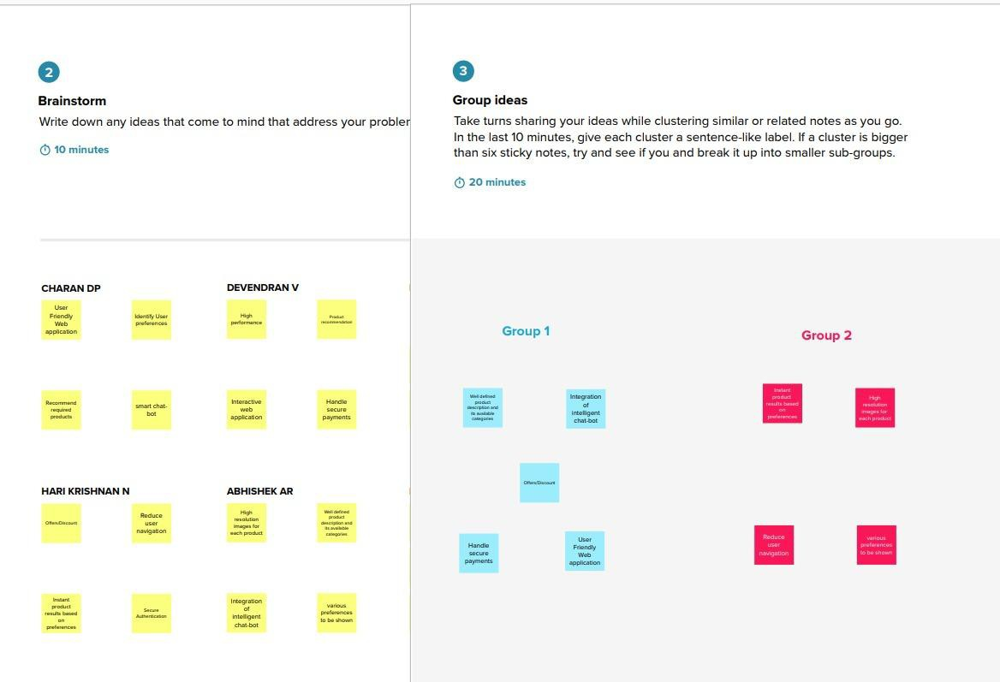 2
Brainstorm
Write down any ideas that come to mind that address your problem
10 minutes
CHARAN DP
User
Friendly
Web
application
Identify User
preferences
Recommend
required
products
smart chat-
bot
DEVENDRAN V
High
performance
Product
recommendation
Interactive
web
application
Handle
secure
payments
HARI KRISHNAN N
Offers/Discount
Reduce
user
navigation
Instant
product
results based
on
preferences
Secure
Authentication
ABHISHEK AR
High
resolution
images for
each product
Well defined
product
description and
its available
categories
Integration
of
intelligent
chat-bot
various
preferences
to be shown
3
Group ideas
Take turns sharing your ideas while clustering similar or related notes as you go.
In the last 10 minutes, give each cluster a sentence-like label. If a cluster is bigger
than six sticky notes, try and see if you and break it up into smaller sub-groups.
20 minutes
Group 1
Well defined
product
description and
its available
categories
Integration
of
intelligent
chat-bot
Offers/Discount
Handle
secure
payments
User
Friendly
Web
application
Group 2
Instant
product
results based
on
preferences
High
resolution
images for
each product
Reduce
user
navigation
various
preferences
to be shown